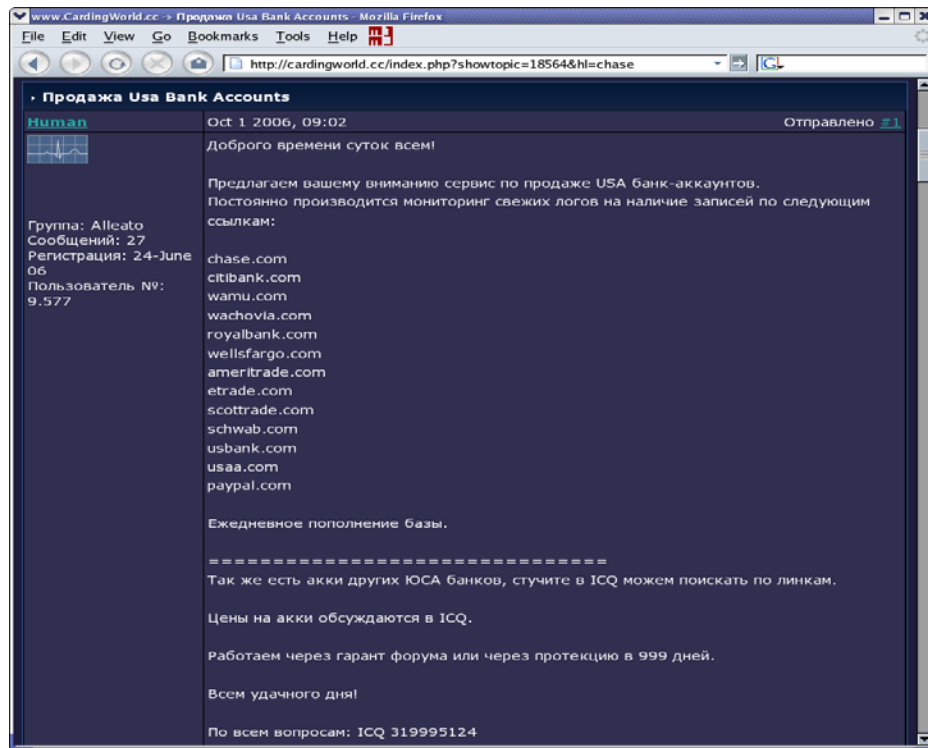 www.CardingWorld.cc -> Продажа Usa Bank Accounts - Mozilla Firefox
File Edit View Go Bookmarks Tools Help
http://cardingworld.cc/index.php?showtopic=18564&hl=chase
Продажа Usa Bank Accounts
Human Oct 1 2006, 09:02 Отправлено #1
Доброго времени суток всем!
Предлагаем вашему вниманию сервис по продаже USA банк-аккаунтов.
Постоянно производится мониторинг свежих логов на наличие записей по следующим
ссылкам:
Группа: Alleato
Сообщений: 27
Регистрация: 24-June
06
Пользователь №:
9.577
chase.com
citibank.com
wamu.com
wachovia.com
royalbank.com
wellsfargo.com
ameritrade.com
etrade.com
scottrade.com
schwab.com
usbank.com
usaa.com
paypal.com
Ежедневное пополнение базы.
================================
Так же есть акки других ЮСА банков, стучите в ICQ можем поискать по линкам.
Цены на акки обсуждаются в ICQ.
Работаем через гарант форума или через протекцию в 999 дней.
Всем удачного дня!
По всем вопросам: ICQ 319995124